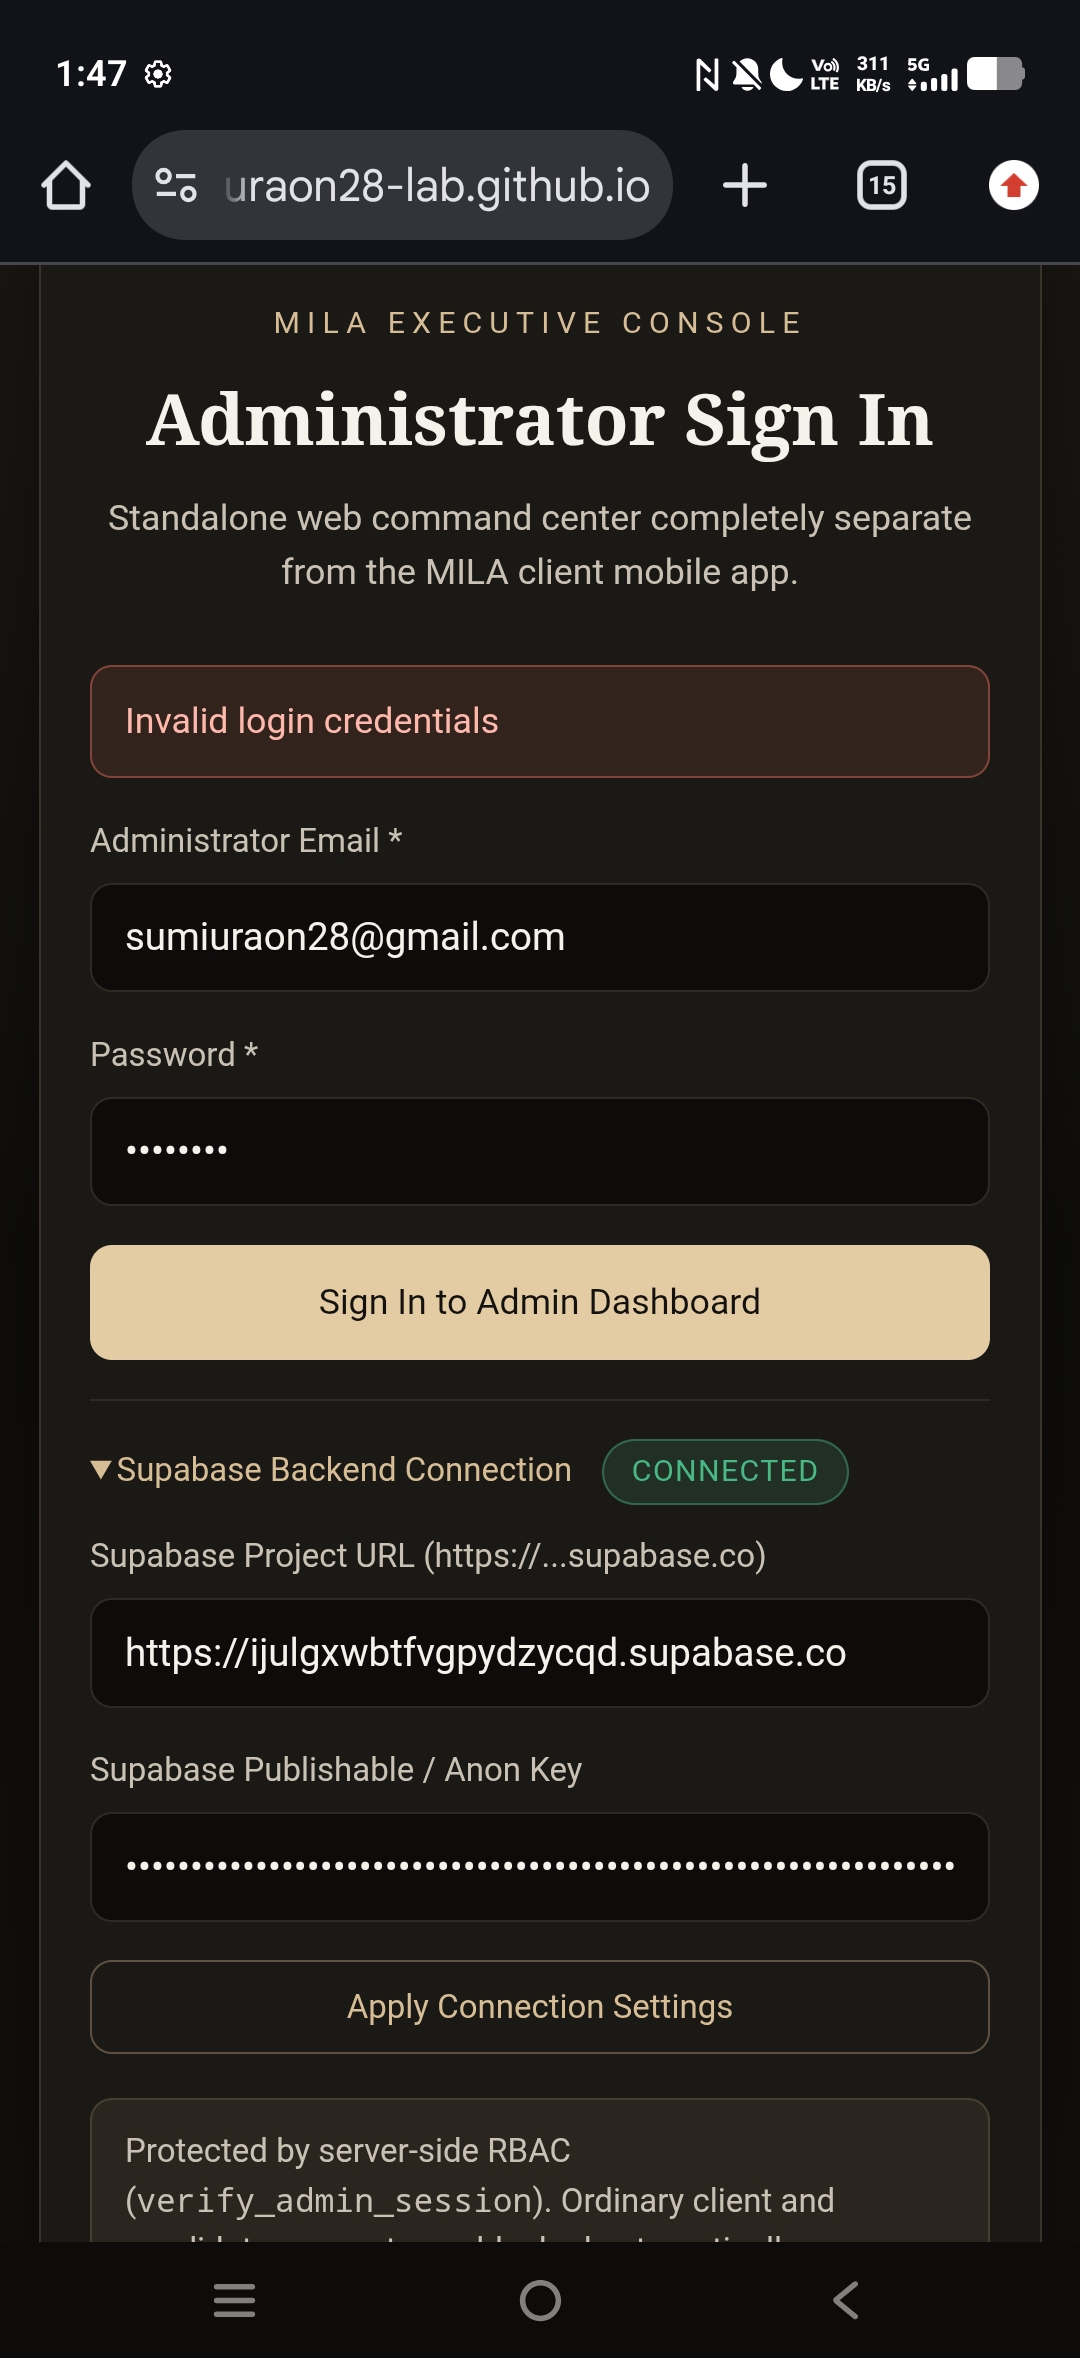 1:47
Vo)) LTE
311 KB/s
5G
uraon28-lab.github.io
15
MILA EXECUTIVE CONSOLE
Administrator Sign In
Standalone web command center completely separate
from the MILA client mobile app.
Invalid login credentials
Administrator Email *
sumiuraon28@gmail.com
Password *
••••••••
Sign In to Admin Dashboard
▼Supabase Backend Connection
CONNECTED
Supabase Project URL (https://...supabase.co)
https://ijulgxwbtfvgpydzycqd.supabase.co
Supabase Publishable / Anon Key
Apply Connection Settings
Protected by server-side RBAC
(verify_admin_session). Ordinary client and